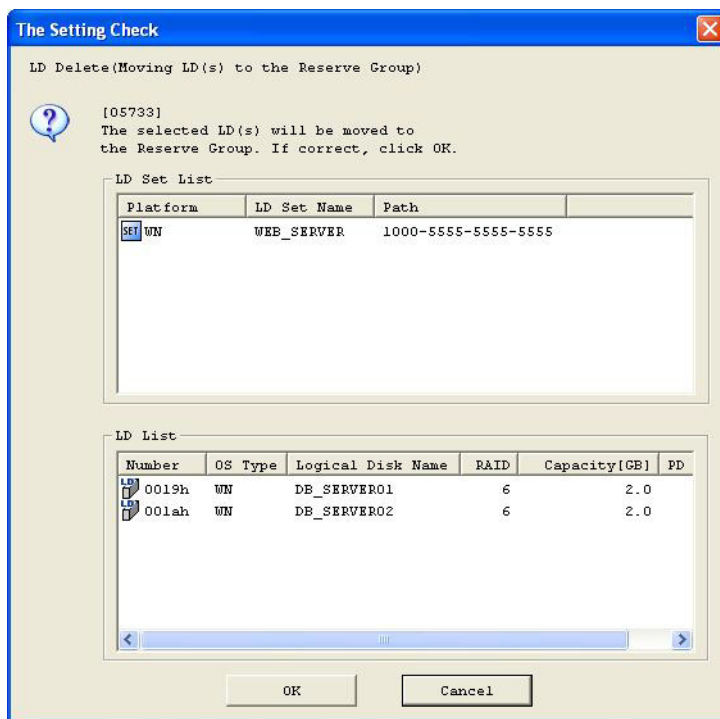 The Setting Check
LD Delete(Moving LD(s) to the Reserve Group)
[05733]
The selected LD(s) will be moved to
the Reserve Group. If correct, click OK.
LD Set List
Platform LD Set Name Path
SET WN WEB_SERVER 1000-5555-5555-5555
LD List
Number OS Type Logical Disk Name RAID Capacity[GB] PD
LD 0019h WN DB_SERVER01 6 2.0
LD 001ah WN DB_SERVER02 6 2.0
OK Cancel